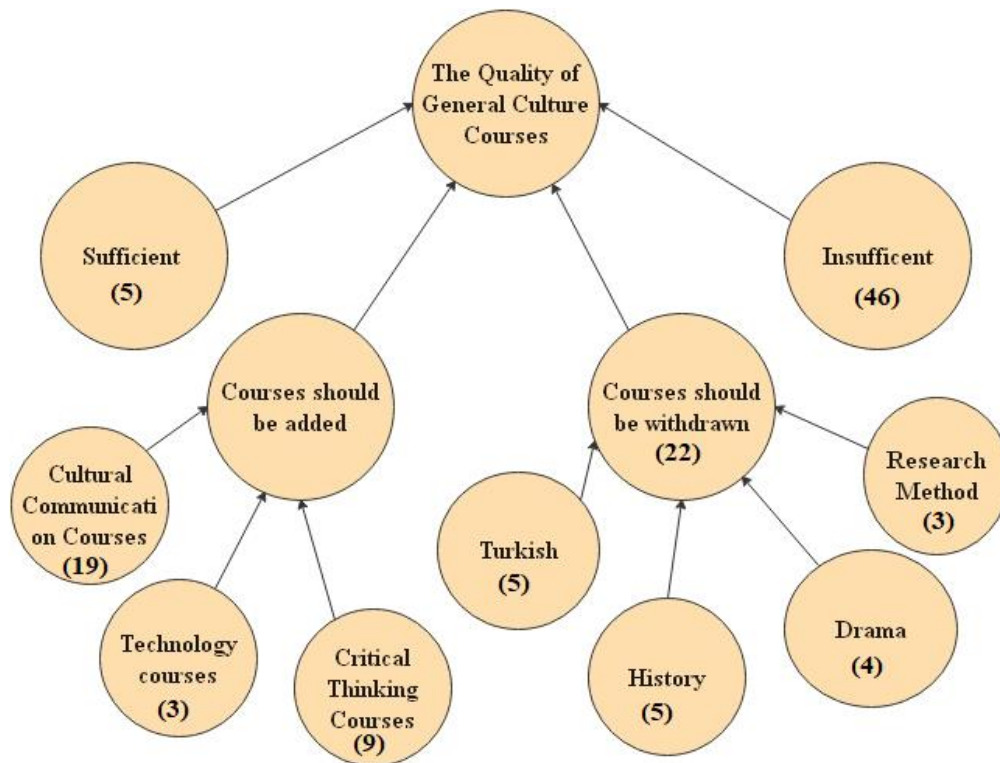 The Quality of
General Culture
Courses
Sufficient
(5)
Insufficent
(46)
Courses should
be added
Courses should
be withdrawn
(22)
Cultural
Communicati
on Courses
(19)
Research
Method
(3)
Turkish
(5)
Technology
courses
(3)
Critical
Thinking
Courses
(9)
History
(5)
Drama
(4)